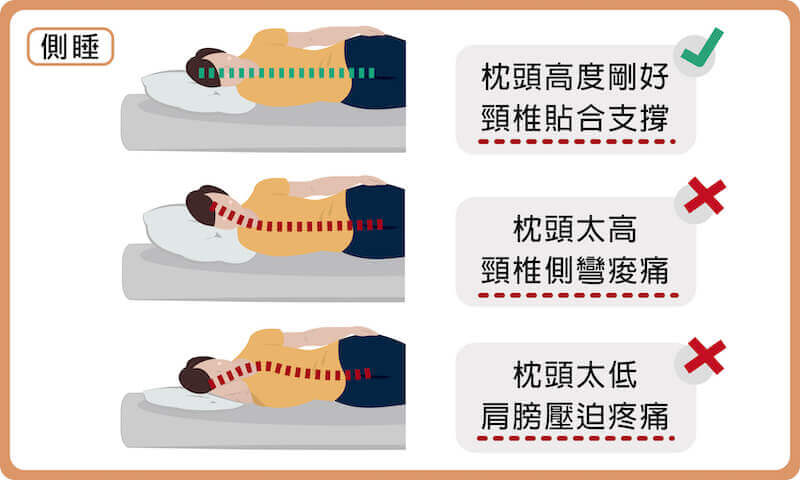 側睡
枕頭高度剛好
頸椎貼合支撐
枕頭太高
頸椎側彎痠痛
枕頭太低
肩膀壓迫疼痛